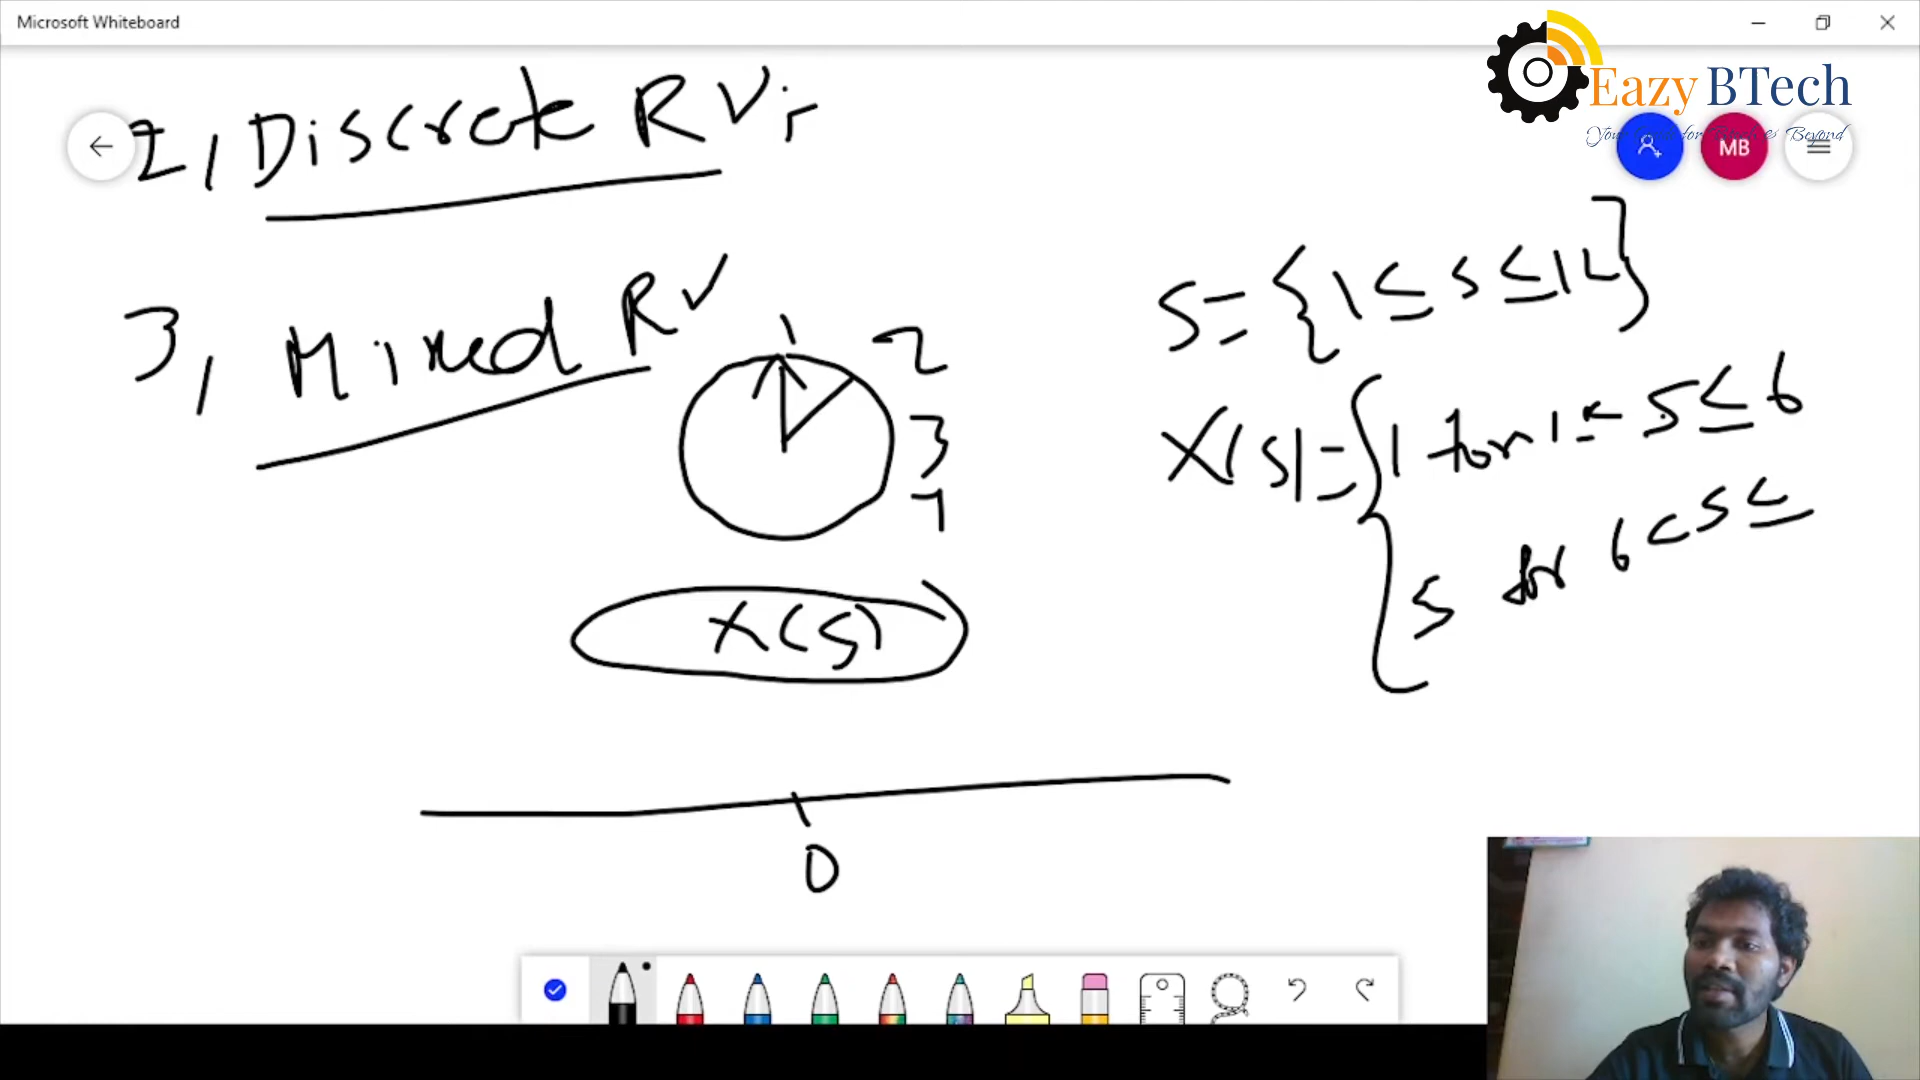 Microsoft Whiteboard
Eazy BTech
MB
2, Discrete RV:-
3, Mixed RV
1
2
3
4
X(s)
0
S = {1 ≤ s ≤ 12}
X(s) = { 1 for 1 ≤ s ≤ 6
s for 6 < s ≤